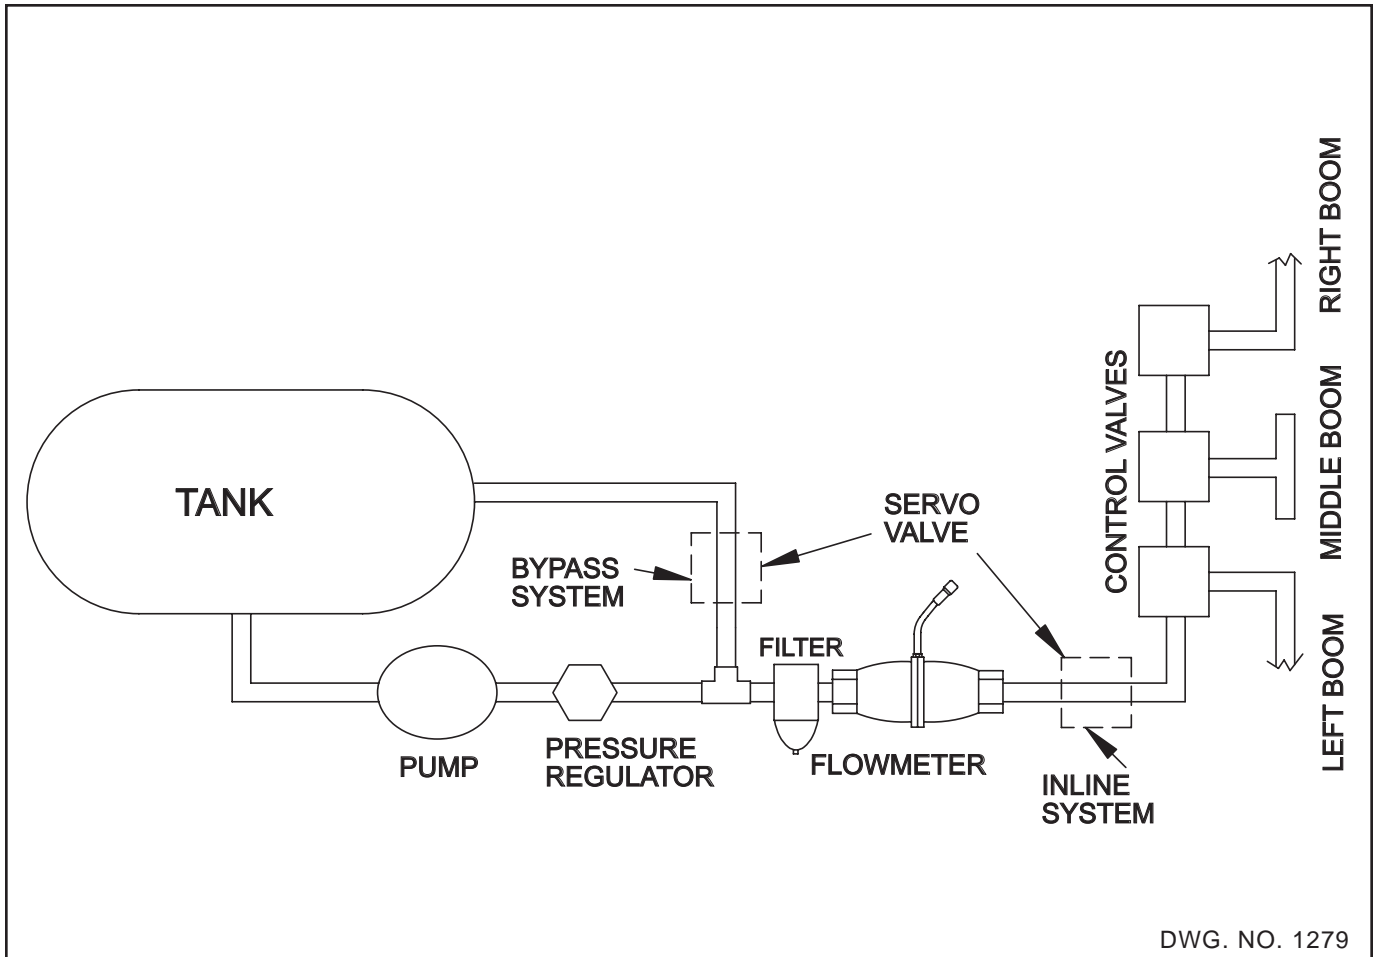 TANK
BYPASS
SYSTEM
SERVO
VALVE
FILTER
PUMP
PRESSURE
REGULATOR
FLOWMETER
INLINE
SYSTEM
CONTROL VALVES
RIGHT BOOM
MIDDLE BOOM
LEFT BOOM
DWG. NO. 1279